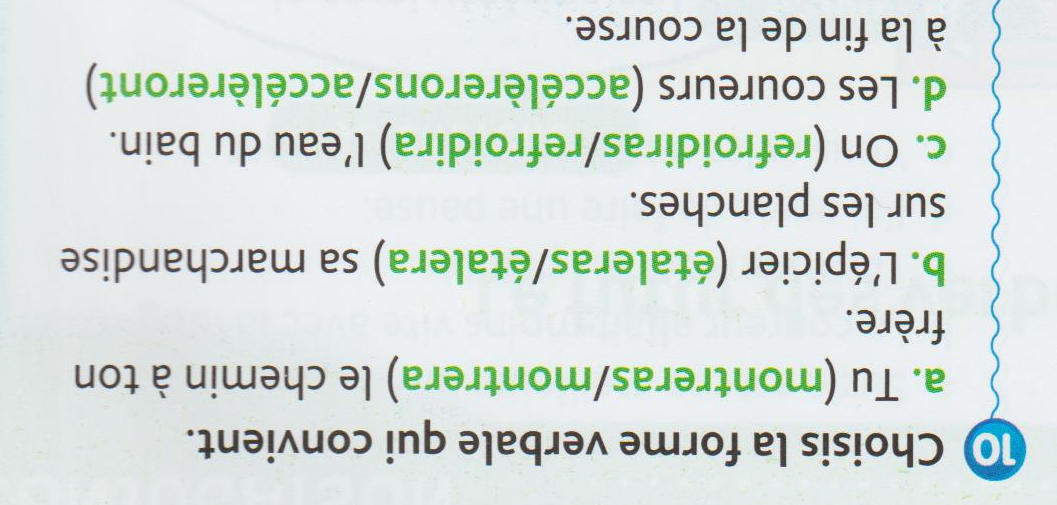 10 Choisis la forme verbale qui convient.
a. Tu (montreras/montrera) le chemin à ton
frère.
b. L'épicier (étaleras/étalera) sa marchandise
sur les planches.
c. On (refroidiras/refroidira) l'eau du bain.
d. Les coureurs (accélèrerons/accélèreront)
à la fin de la course.